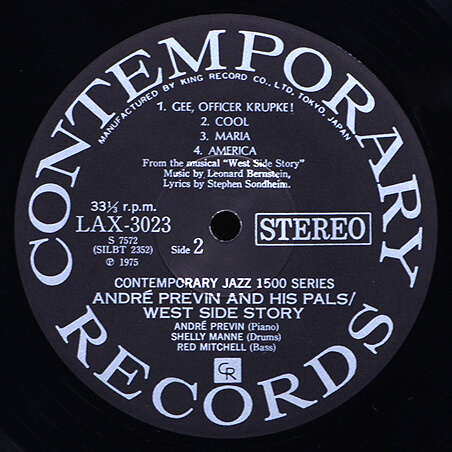 CONTEMPORARY
MANUFACTURED BY KING RECORD CO., LTD. TOKYO, JAPAN
1. GEE, OFFICER KRUPKE!
2. COOL
3. MARIA
4. AMERICA
From the musical "West Side Story"
Music by Leonard Bernstein,
Lyrics by Stephen Sondheim.
33⅓ r.p.m.
LAX-3023
S 7572
(SILBT 2352)
Side 2
℗ 1975
STEREO
CONTEMPORARY JAZZ 1500 SERIES
ANDRÉ PREVIN AND HIS PALS/
WEST SIDE STORY
ANDRÉ PREVIN (Piano)
SHELLY MANNE (Drums)
RED MITCHELL (Bass)
CR
RECORDS